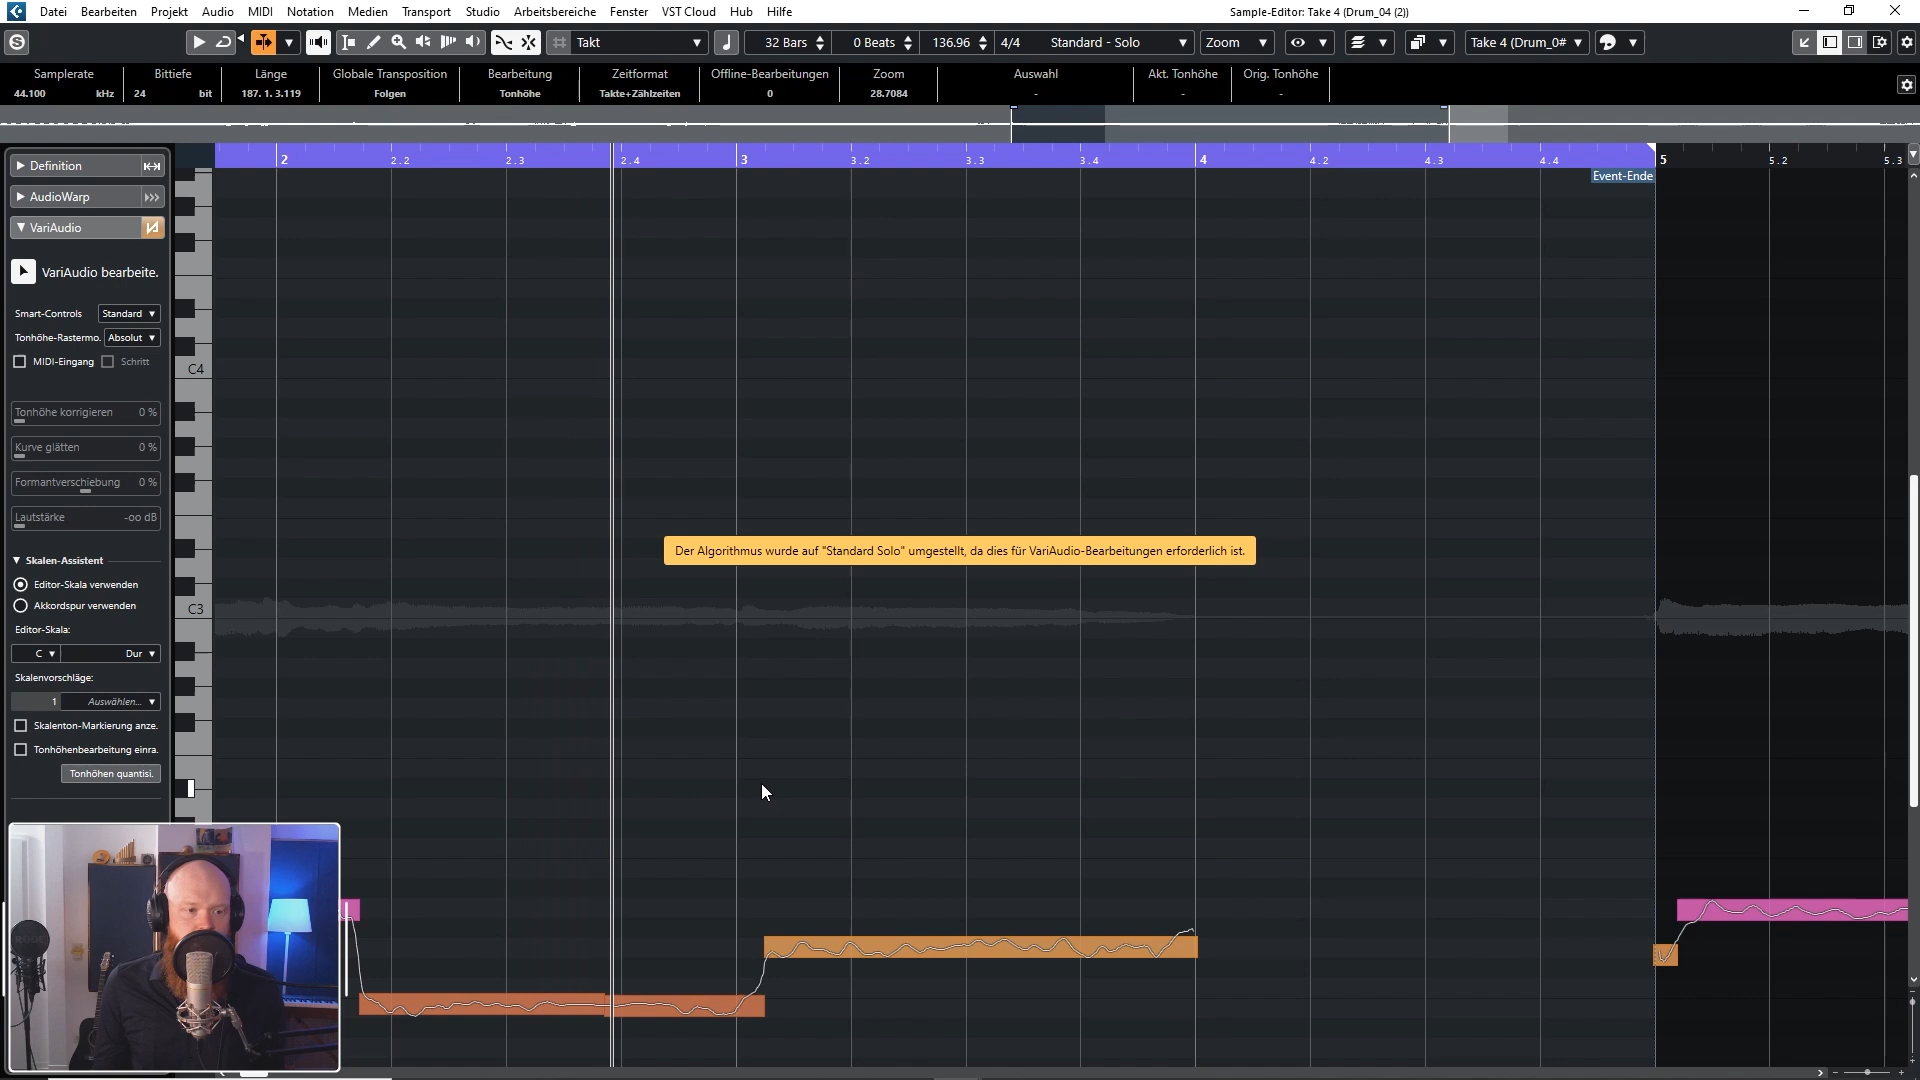 Datei Bearbeiten Projekt Audio MIDI Notation Medien Transport Studio Arbeitsbereiche Fenster VST Cloud Hub Hilfe Sample-Editor: Take 4 (Drum_04 (2))
Takt 32 Bars 0 Beats 136.96 4/4 Standard - Solo Zoom Take 4 (Drum_0#
Samplerate Bittiefe Länge Globale Transposition Bearbeitung Zeitformat Offline-Bearbeitungen Zoom Auswahl Akt. Tonhöhe Orig. Tonhöhe
44.100 kHz 24 bit 187. 1. 3.119 Folgen Tonhöhe Takte+Zählzeiten 0 28.7084 - - -
2 2.2 2.3 2.4 3 3.2 3.3 3.4 4 4.2 4.3 4.4 5 5.2 5.3
Event-Ende
Definition
AudioWarp
VariAudio
VariAudio bearbeite.
Smart-Controls Standard
Tonhöhe-Rastermo. Absolut
MIDI-Eingang Schritt
C4
Tonhöhe korrigieren 0 %
Kurve glätten 0 %
Formantverschiebung 0 %
Lautstärke -oo dB
Der Algorithmus wurde auf "Standard Solo" umgestellt, da dies für VariAudio-Bearbeitungen erforderlich ist.
Skalen-Assistent
Editor-Skala verwenden
Akkordspur verwenden
C3
Editor-Skala:
C Dur
Skalenvorschläge:
1 Auswählen...
Skalenton-Markierung anze.
Tonhöhenbearbeitung einra.
Tonhöhen quantisi.
RODE